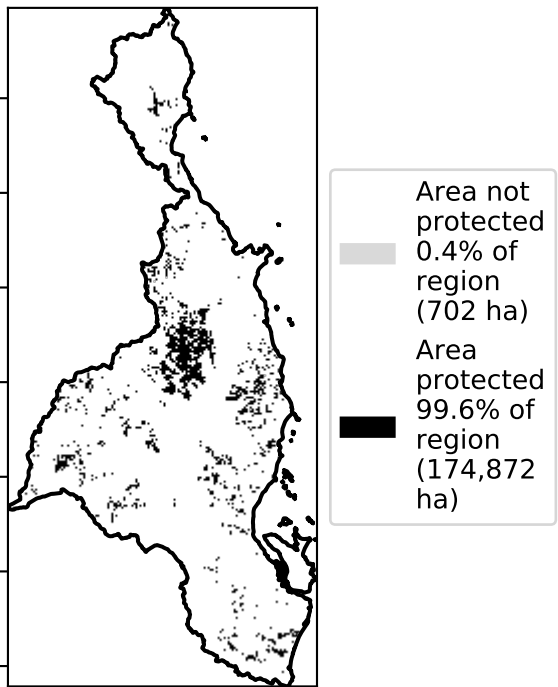 Area not
protected
0.4% of
region
(702 ha)
Area
protected
99.6% of
region
(174,872
ha)